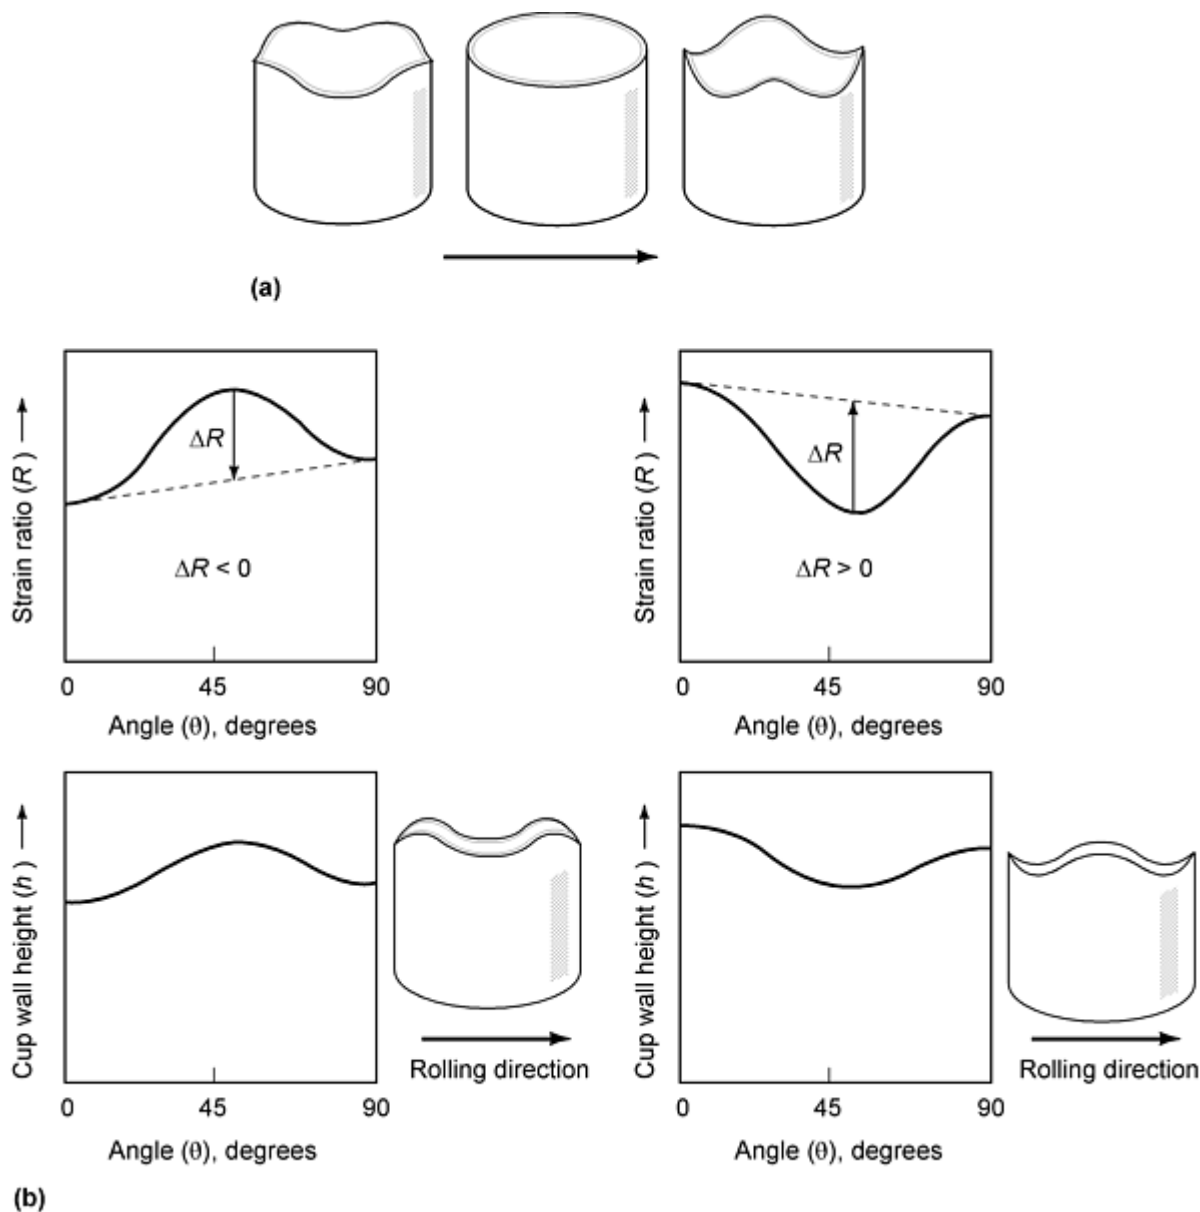 (a)
Strain ratio (R)
ΔR
ΔR < 0
0 45 90
Angle (θ), degrees
Strain ratio (R)
ΔR
ΔR > 0
0 45 90
Angle (θ), degrees
Cup wall height (h)
0 45 90
Angle (θ), degrees
Rolling direction
Cup wall height (h)
0 45 90
Angle (θ), degrees
Rolling direction
(b)